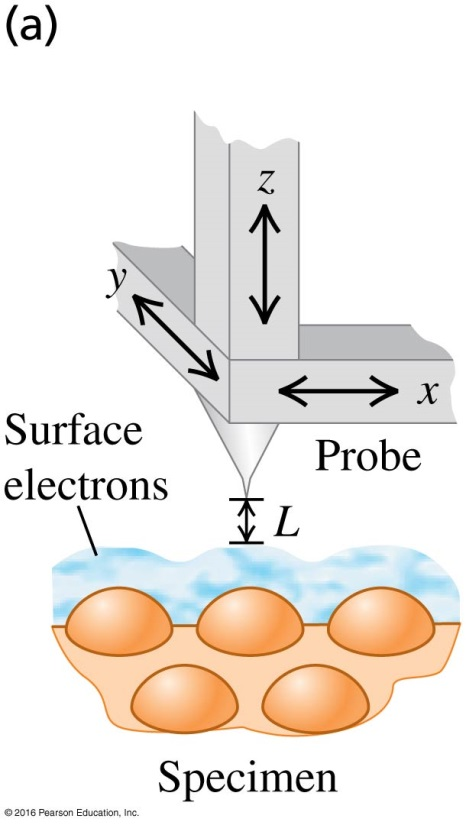 (a)
z
y
x
Surface
electrons
Probe
L
Specimen
© 2016 Pearson Education, Inc.